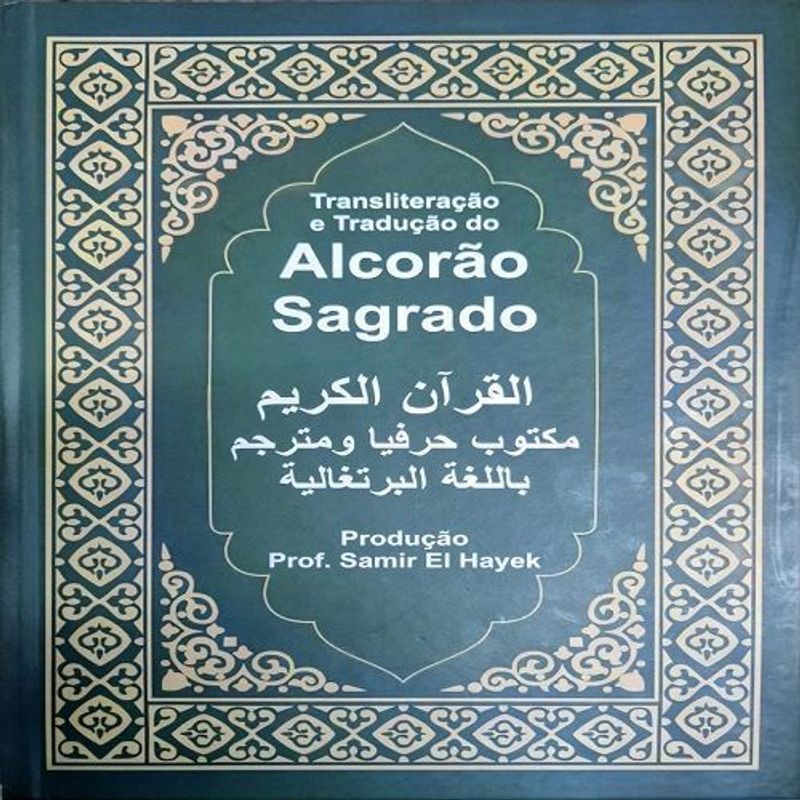 Transliteração
e Tradução do
Alcorão
Sagrado
القرآن الكريم
مكتوب حرفيا ومترجم
باللغة البرتغالية
Produção
Prof. Samir El Hayek